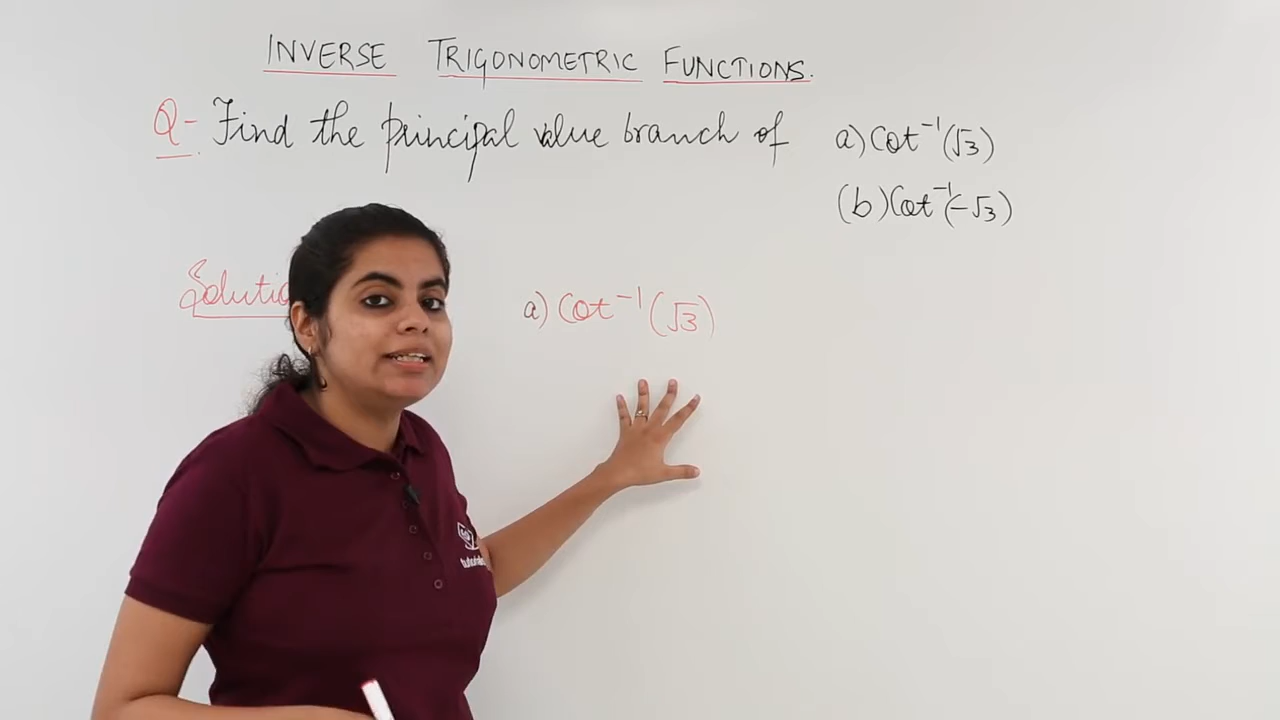 INVERSE TRIGONOMETRIC FUNCTIONS.
Q- Find the principal value branch of a) Cot⁻¹(√3)
(b) Cot⁻¹(-√3)
a) Cot⁻¹(√3)